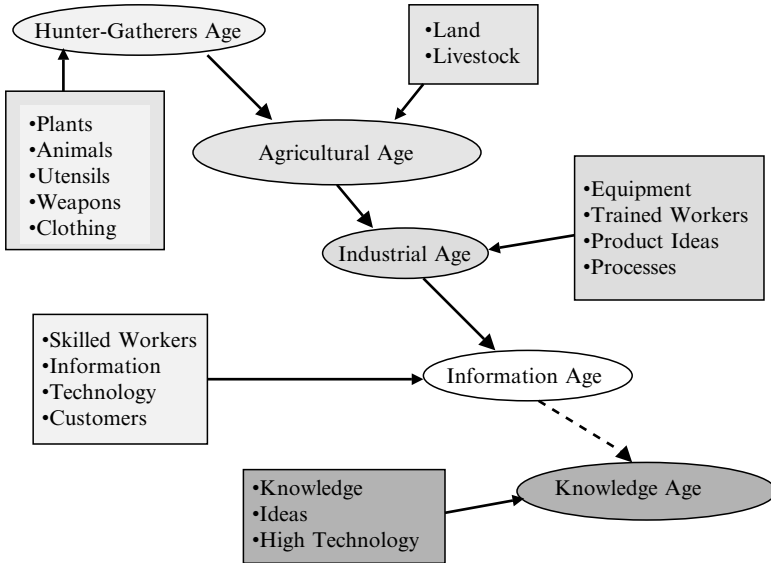 Hunter-Gatherers Age
•Land
•Livestock
•Plants
•Animals
•Utensils
•Weapons
•Clothing
Agricultural Age
•Equipment
•Trained Workers
•Product Ideas
•Processes
Industrial Age
•Skilled Workers
•Information
•Technology
•Customers
Information Age
•Knowledge
•Ideas
•High Technology
Knowledge Age